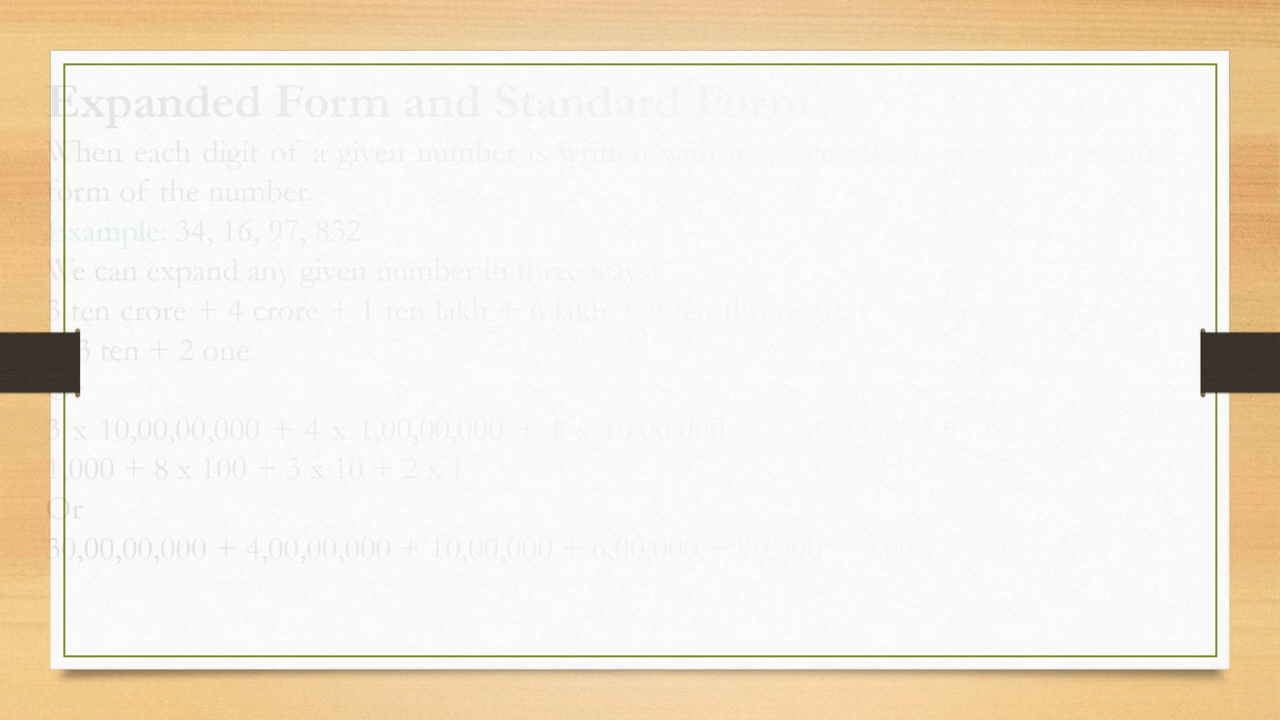 Expanded Form and Standard Form
When each digit of a given number is written with its place
form of the number.
Example: 34, 16, 97, 832
We can expand any given number in three ways
3 ten crore + 4 crore + 1 ten lakh + 6 lakh + 9 ten thousand + 7
3 ten + 2 one
3 x 10,00,00,000 + 4 x 1,00,00,000 + 1 x 10,00,000 + 6 x
1,000 + 8 x 100 + 3 x 10 + 2 x 1
Or
30,00,00,000 + 4,00,00,000 + 10,00,000 + 6,00,000 + 90,000 +